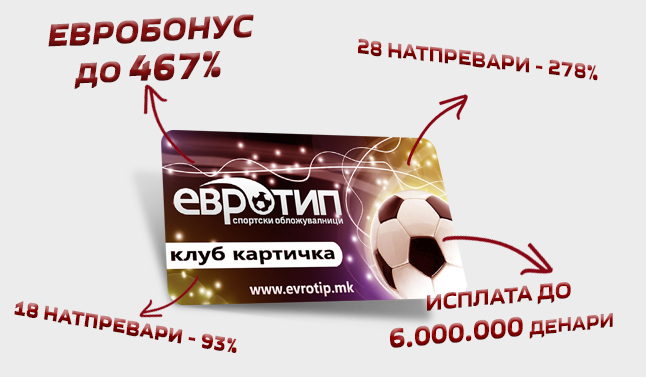 ЕВРОБОНУС
ДО 467%
28 НАТПРЕВАРИ - 278%
евротип
спортски обложувалници
клуб картичка
www.evrotip.mk
18 НАТПРЕВАРИ - 93%
ИСПЛАТА ДО
6.000.000 ДЕНАРИ